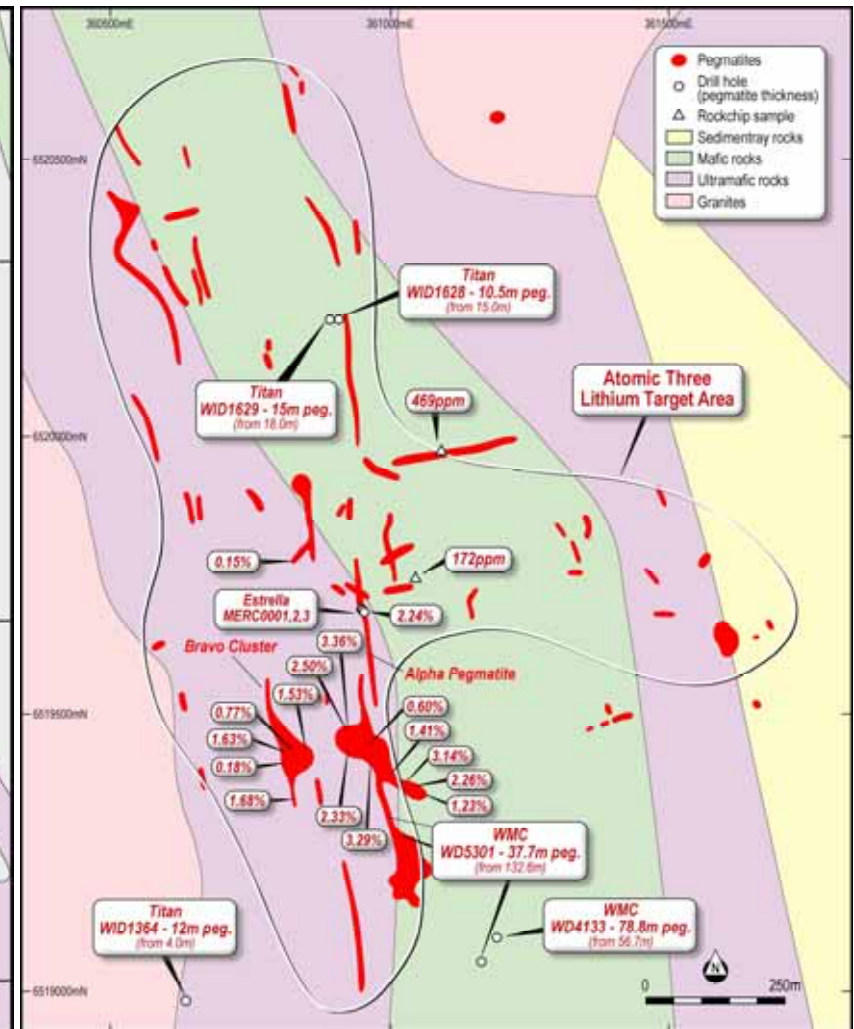 360500mE
361000mE
361500mE
Pegmatites
Drill hole
(pegmatite thickness)
Rockchip sample
Sedimentray rocks
Mafic rocks
Ultramafic rocks
Granites
6520500mN
Titan
WID1628 - 10.5m peg.
(from 15.0m)
Titan
WID1629 - 15m peg.
(from 18.0m)
Atomic Three
Lithium Target Area
469ppm
6520000mN
0.15%
172ppm
Estrella
MERC0001,2,3
2.24%
3.36%
Bravo Cluster
Alpha Pegmatite
2.50%
1.53%
0.60%
6519500mN
0.77%
1.41%
1.63%
3.14%
0.18%
2.26%
1.68%
1.23%
2.33%
3.29%
WMC
WD5301 - 37.7m peg.
(from 132.6m)
Titan
WID1364 - 12m peg.
(from 4.0m)
WMC
WD4133 - 78.8m peg.
(from 56.7m)
N
6519000mN
0
250m